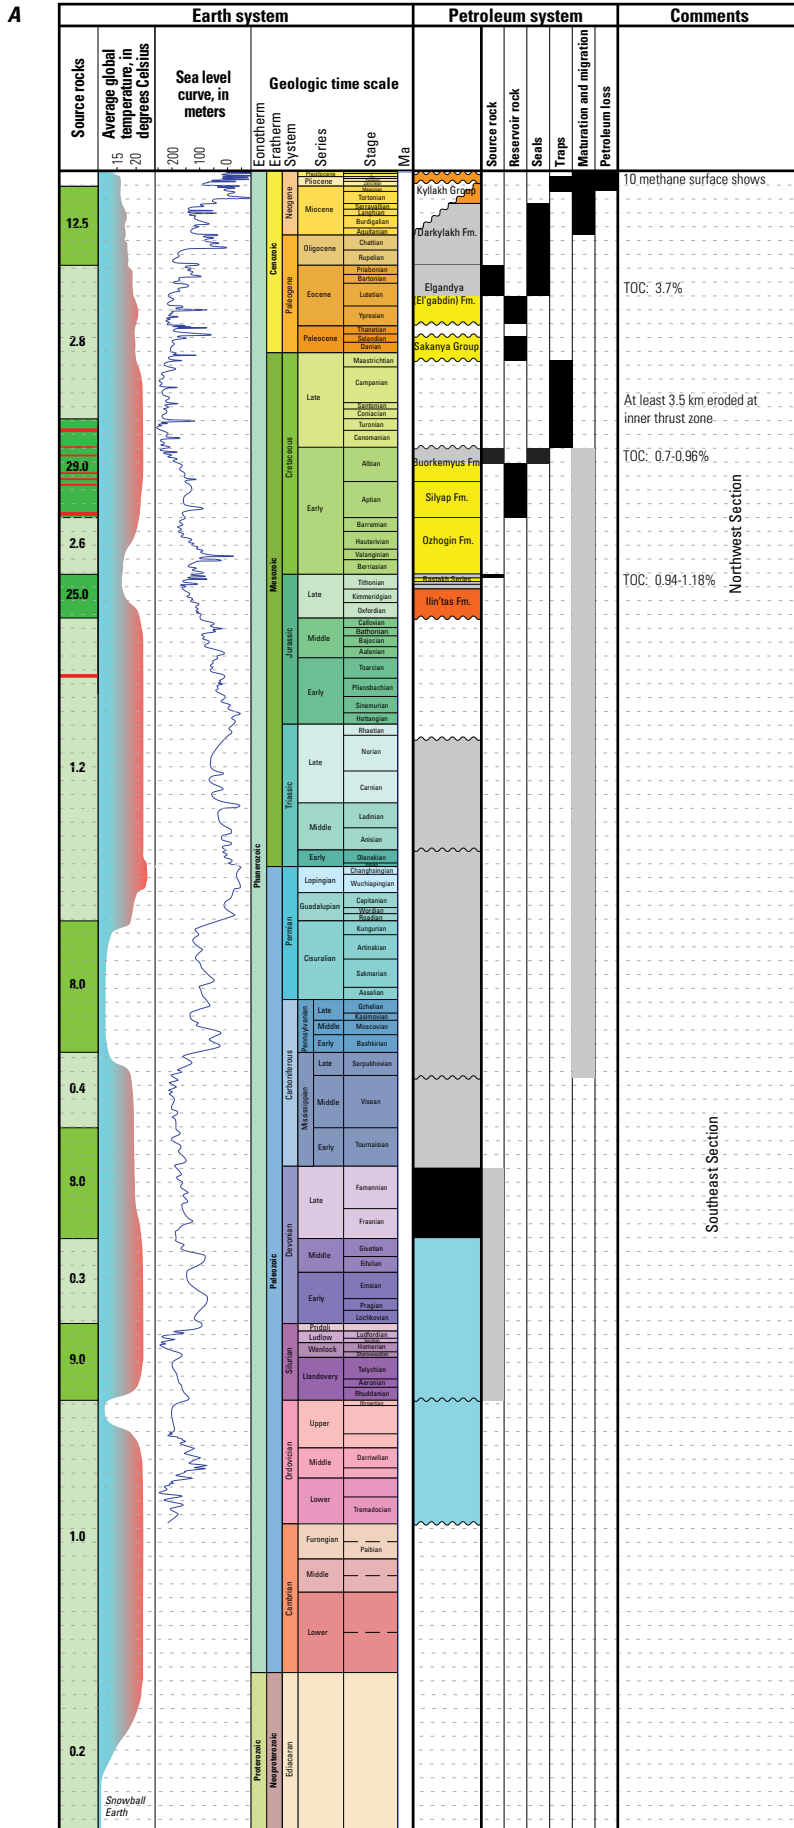 A
Earth system
Petroleum system
Comments
Source rocks
Average global
temperature, in
degrees Celsius
15
20
Sea level
curve, in
meters
200
100
0
Geologic time scale
Eonotherm
Eratherm
System
Series
Stage
Ma
Source rock
Reservoir rock
Seals
Traps
Maturation and migration
Petroleum loss
12.5
2.8
29.0
2.6
25.0
1.2
8.0
0.4
8.0
0.3
9.0
1.0
0.2
Snowball
Earth
Phanerozoic
Proterozoic
Cenozoic
Mesozoic
Paleozoic
Neoproterozoic
Neogene
Paleogene
Cretaceous
Jurassic
Triassic
Permian
Carboniferous
Devonian
Silurian
Ordovician
Cambrian
Ediacaran
Pennsylvanian
Mississippian
Pleistocene
Pliocene
Miocene
Oligocene
Eocene
Paleocene
Late
Early
Late
Middle
Early
Late
Middle
Early
Lopingian
Guadalupian
Cisuralian
Late
Middle
Early
Late
Middle
Early
Late
Middle
Early
Pridoli
Ludlow
Wenlock
Llandovery
Upper
Middle
Lower
Furongian
Middle
Lower
Tortonian
Serravallian
Langhian
Burdigalian
Aquitanian
Chattian
Rupelian
Priabonian
Bartonian
Lutetian
Ypresian
Thanetian
Selandian
Danian
Maastrichtian
Campanian
Santonian
Coniacian
Turonian
Cenomanian
Albian
Aptian
Barremian
Hauterivian
Valanginian
Berriasian
Tithonian
Kimmeridgian
Oxfordian
Callovian
Bathonian
Bajocian
Aalenian
Toarcian
Pliensbachian
Sinemurian
Hettangian
Rhaetian
Norian
Carnian
Ladinian
Anisian
Olenekian
Changhsingian
Wuchiapingian
Capitanian
Wordian
Roadian
Kungurian
Artinskian
Sakmarian
Asselian
Gzhelian
Kasimovian
Moscovian
Bashkirian
Serpukhovian
Visean
Tournaisian
Famennian
Frasnian
Givetian
Eifelian
Emsian
Pragian
Lochkovian
Ludfordian
Homerian
Sheinwoodian
Telychian
Aeronian
Rhuddanian
Hirnantian
Darriwilian
Tremadocian
Paibian
Kyllakh Group
Darkylakh Fm.
Elgandya
(El'gabdin) Fm.
Sakanya Group
Buorkemyus Fm
Silyap Fm.
Ozhogin Fm.
Bastakh Series
Ilin'tas Fm.
10 methane surface shows
TOC: 3.7%
At least 3.5 km eroded at
inner thrust zone
TOC: 0.7-0.96%
TOC: 0.94-1.18%
Northwest Section
Southeast Section